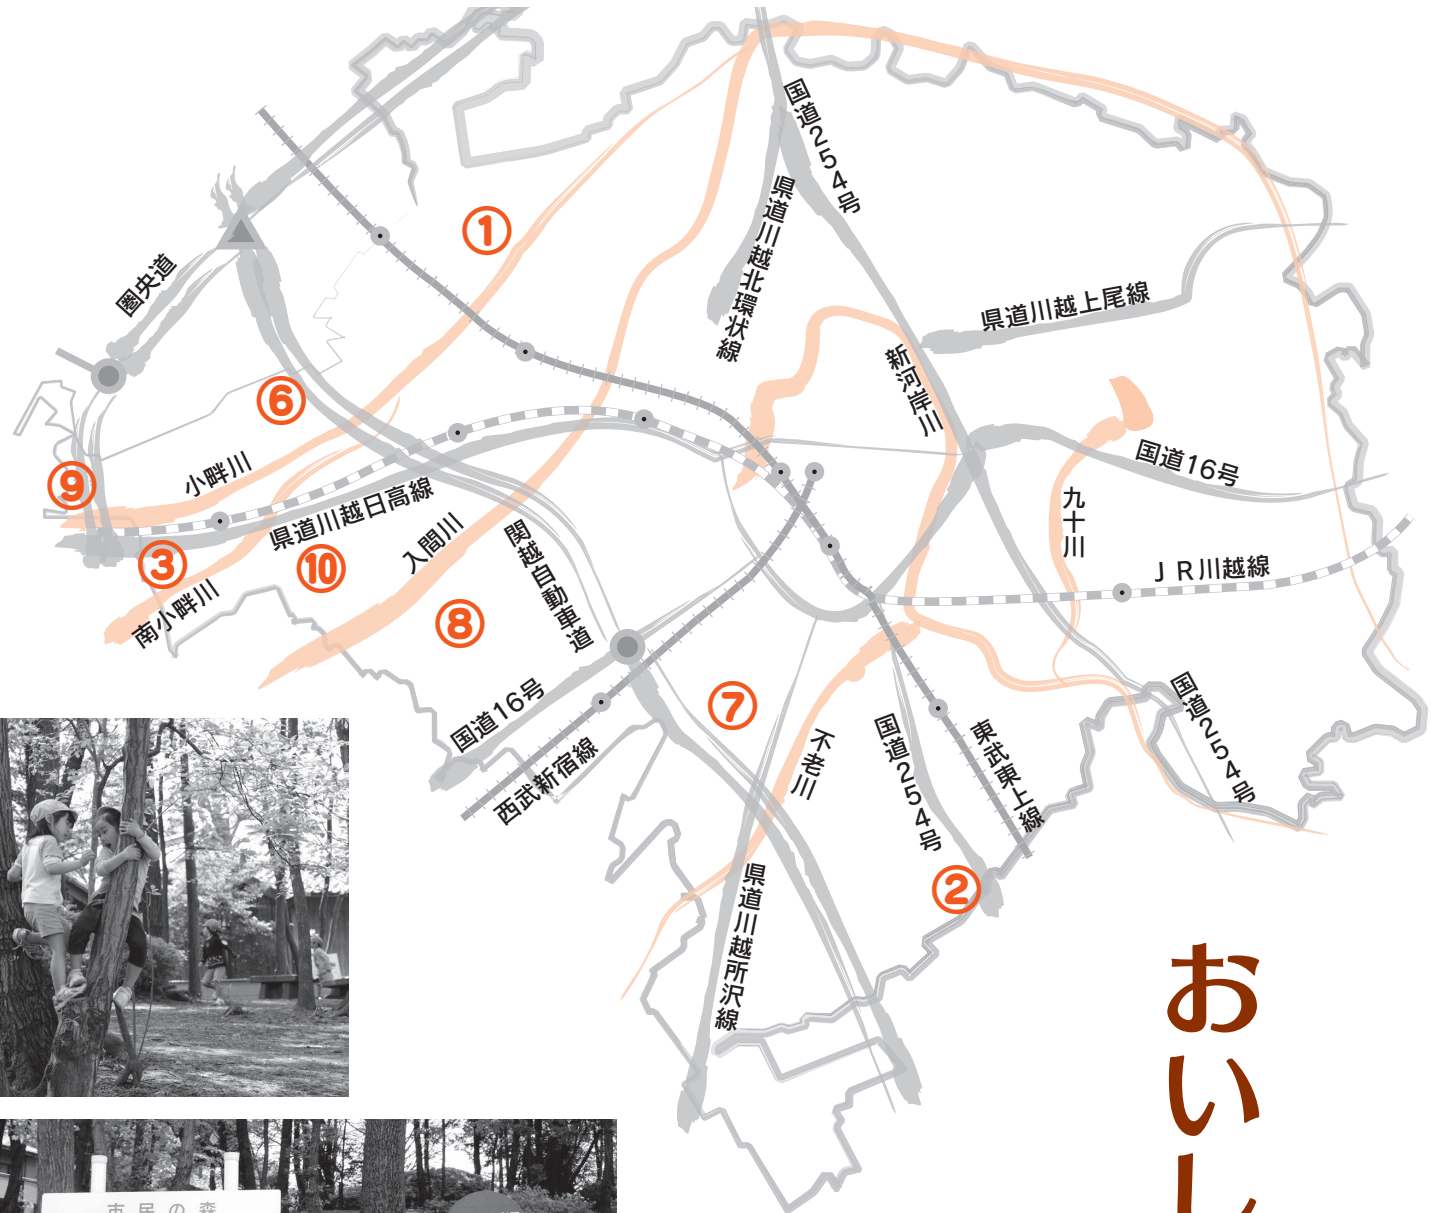 国道254号
県道川越北環状線
①
圏央道
県道川越上尾線
新河岸川
⑥
国道16号
小畔川
⑨
県道川越日高線
九十川
入間川
関越自動車道
③
⑩
JR川越線
南小畔川
⑧
国道16号
⑦
国道254号
西武新宿線
不老川
国道254号
東武東上線
②
県道川越所沢線
おいし
市民の森